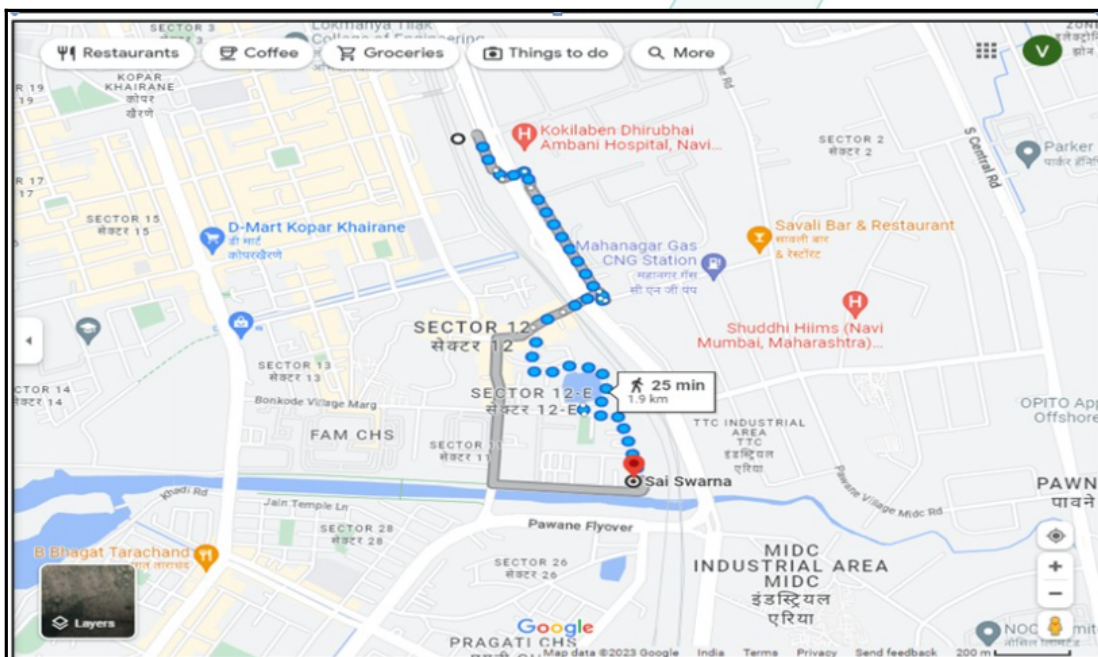 SECTOR 3
सेक्टर 3
Lokmanya Tilak
College of Engineering
Restaurants
Coffee
Groceries
Things to do
More
V
KOPAR
KHAIRANE
कोपर
खैरणे
SECTOR 15
सेक्टर 15
D-Mart Kopar Khairane
डी मार्ट
कोपरखैरणे
Kokilaben Dhirubhai
Ambani Hospital, Navi...
SECTOR 2
सेक्टर 2
S Central Rd
Parker
Savali Bar & Restaurant
सावली बार
& रेस्टॉरंट
Mahanagar Gas
CNG Station
महानगर गॅस
सी एन जी पंप
Shuddhi Hiims (Navi
Mumbai, Maharashtra)...
SECTOR 12
सेक्टर 12
SECTOR 13
सेक्टर 13
CTOR 14
सेक्टर 14
Bonkode Village Marg
SECTOR 12-E
सेक्टर 12-E
25 min
1.9 km
OPITO App
Offshore
FAM CHS
SECTOR 11
सेक्टर 11
TTC INDUSTRIAL
AREA
TTC
इंडस्ट्रियल
एरिया
Sai Swarna
Khadi Rd
Jain Temple Ln
Pawane Village Midc Rd
PAWN
पावने
SECTOR 28
सेक्टर 28
Pawane Flyover
B Bhagat Tarachand
SECTOR 26
सेक्टर 26
MIDC
INDUSTRIAL AREA
MIDC
इंडस्ट्रियल
एरिया
Layers
Google
PRAGATI CHS
Map data ©2023 Google
India
Terms
Privacy
Send feedback
200 m